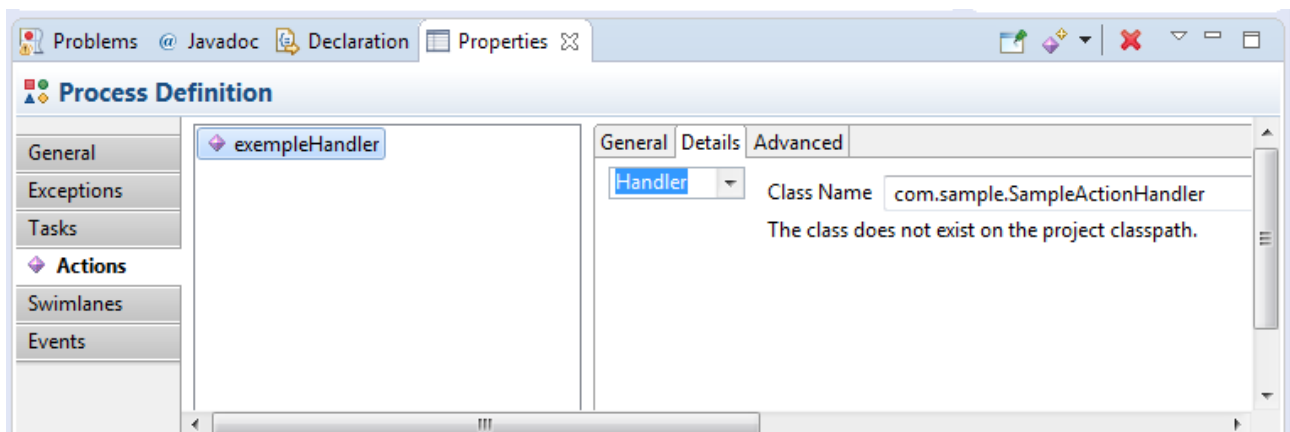 Problems @ Javadoc Declaration Properties
Process Definition
General
Exceptions
Tasks
Actions
Swimlanes
Events
exempleHandler
General Details Advanced
Handler Class Name com.sample.SampleActionHandler
The class does not exist on the project classpath.